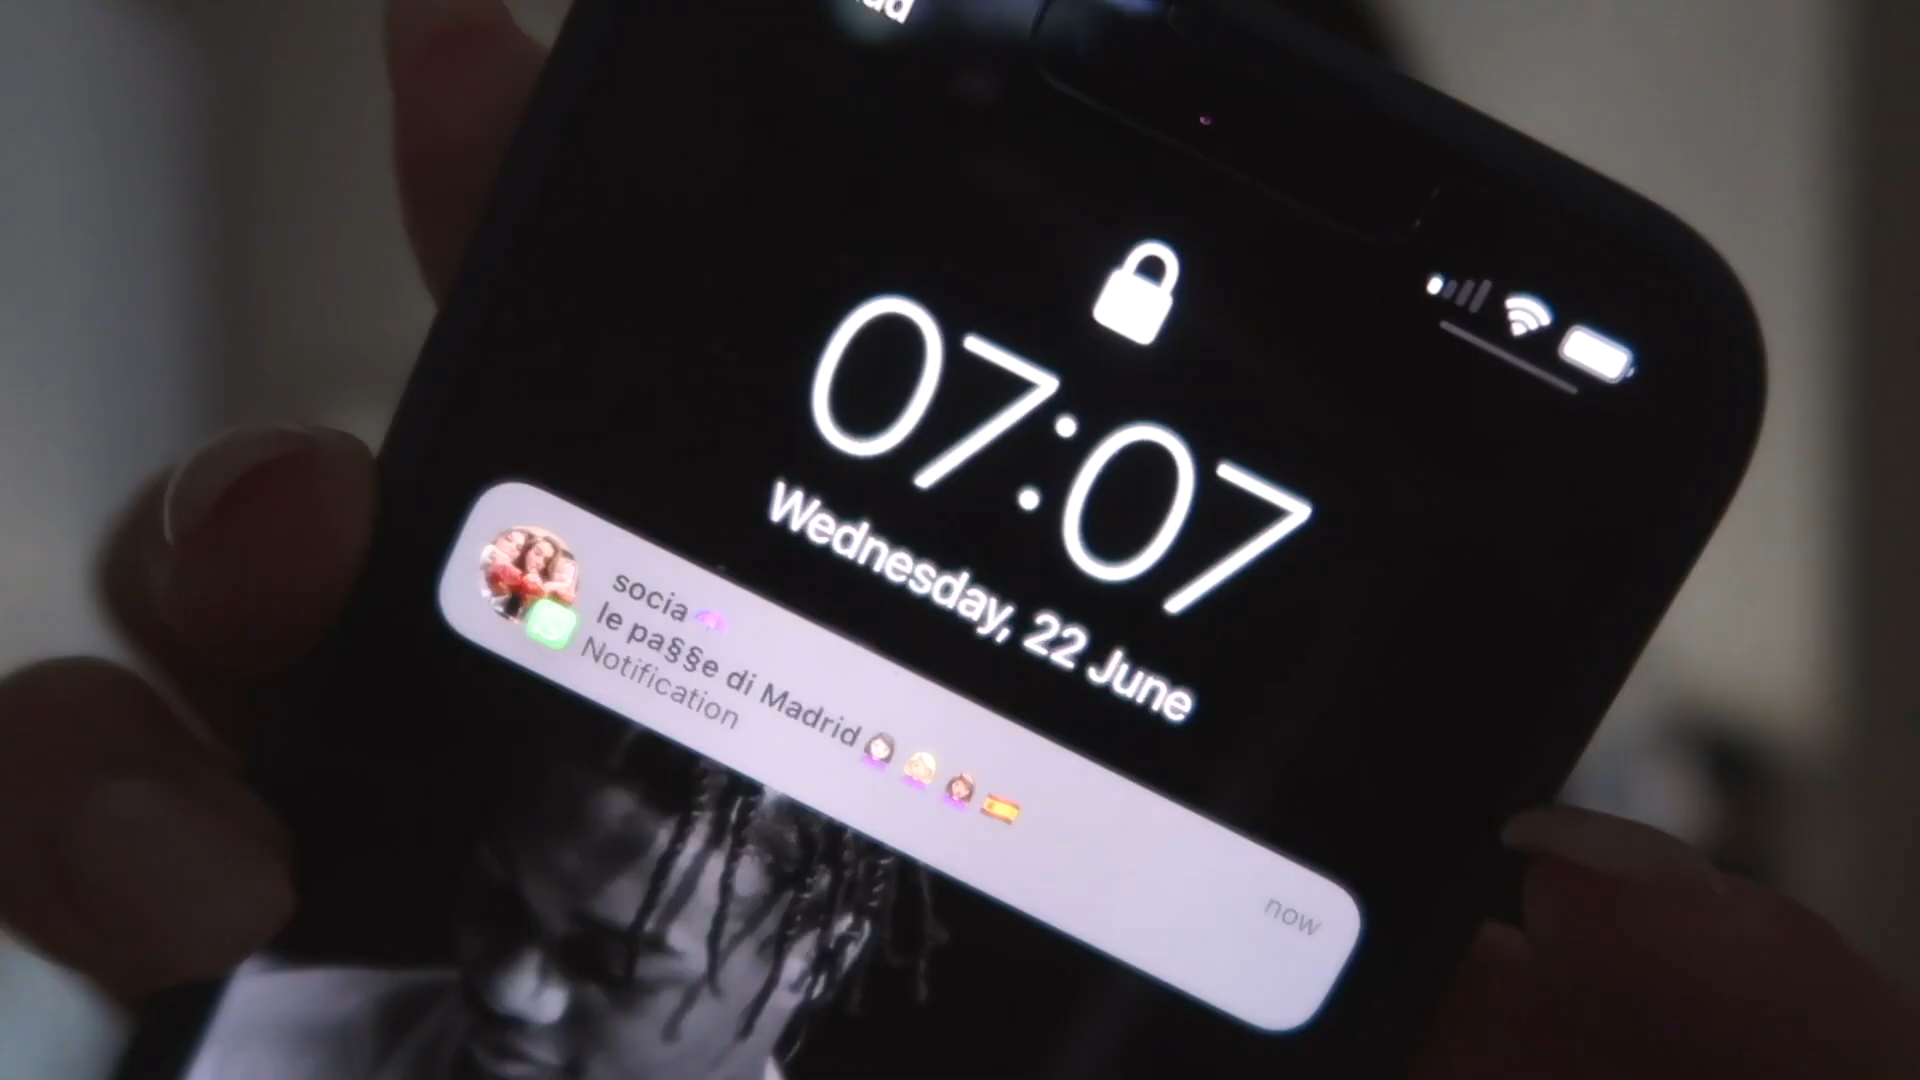 07:07
Wednesday, 22 June
socia
le pa§§e di Madrid🙍🏻‍♀️🙍🏼‍♀️🙍🏽‍♀️🇪🇸
Notification
now